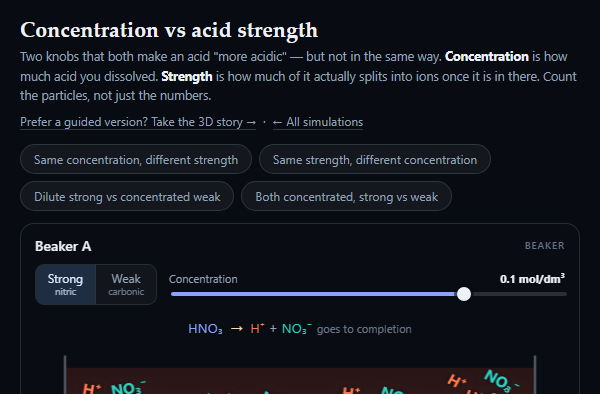 Concentration vs acid strength
Two knobs that both make an acid "more acidic" — but not in the same way. Concentration is how
much acid you dissolved. Strength is how much of it actually splits into ions once it is in there. Count
the particles, not just the numbers.
Prefer a guided version? Take the 3D story → · ← All simulations
Same concentration, different strength
Same strength, different concentration
Dilute strong vs concentrated weak
Both concentrated, strong vs weak
Beaker A
BEAKER
Strong
nitric
Weak
carbonic
Concentration
0.1 mol/dm³
HNO₃ → H⁺ + NO₃⁻ goes to completion
H⁺ NO₃⁻
H⁺
H⁺ NO₃⁻